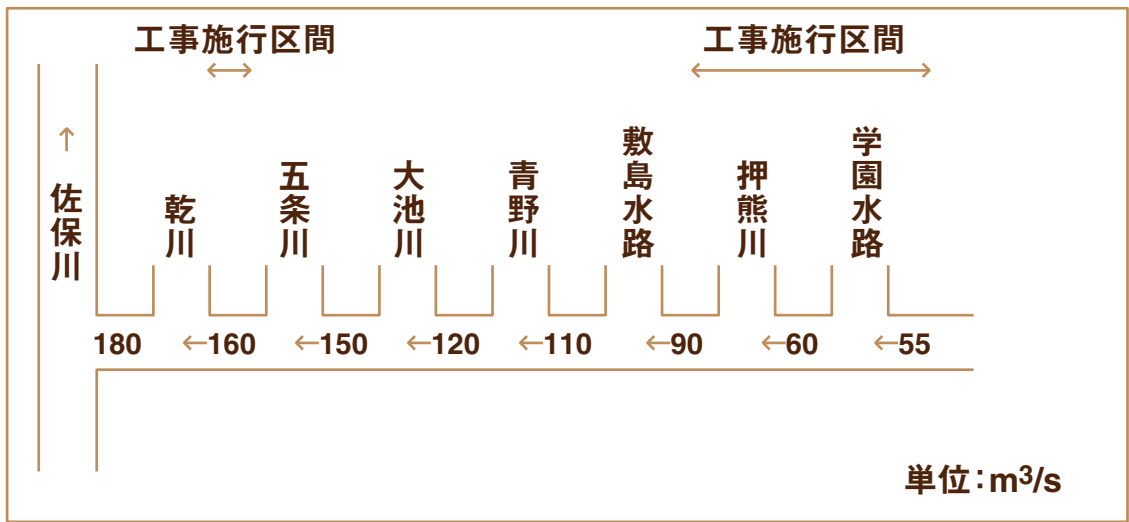 工事施行区間
工事施行区間
↑
佐保川
乾川
五条川
大池川
青野川
敷島水路
押熊川
学園水路
180 ←160 ←150 ←120 ←110 ←90 ←60 ←55
単位：m³/s